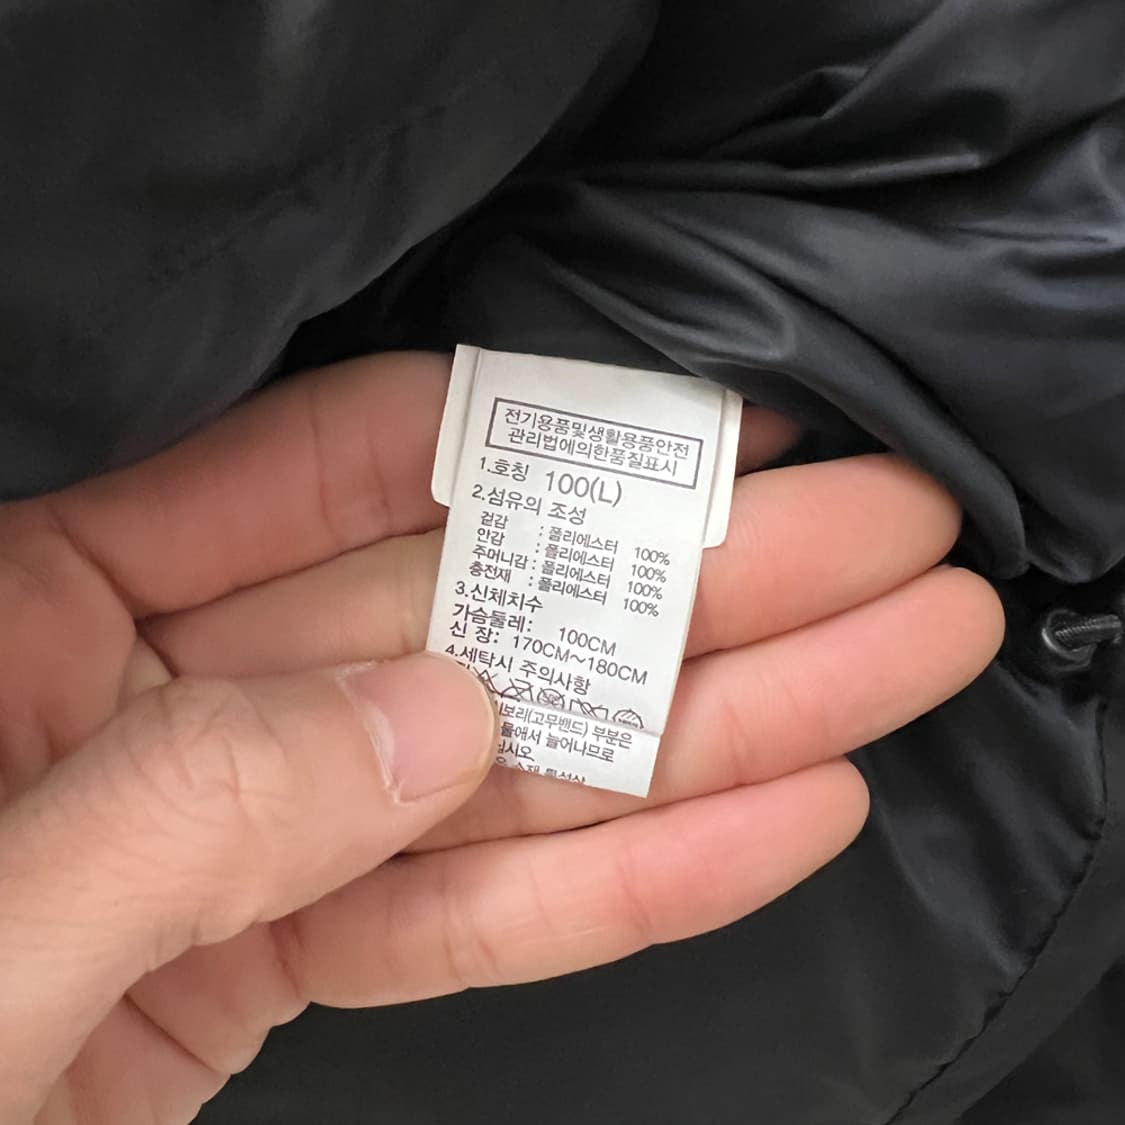 전기용품및생활용품안전
관리법에의한품질표시
1.호칭 100(L)
2.섬유의 조성
겉감 : 폴리에스터 100%
안감 : 폴리에스터 100%
주머니감 : 폴리에스터 100%
충전재 : 폴리에스터 100%
3.신체치수
가슴둘레: 100CM
신 장: 170CM~180CM
4.세탁시 주의사항
(고무밴드) 부분은
늘어나므로